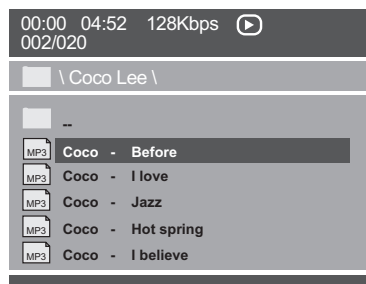 00:00 04:52 128Kbps
002/020
\ Coco Lee \
--
MP3 Coco - Before
MP3 Coco - I love
MP3 Coco - Jazz
MP3 Coco - Hot spring
MP3 Coco - I believe